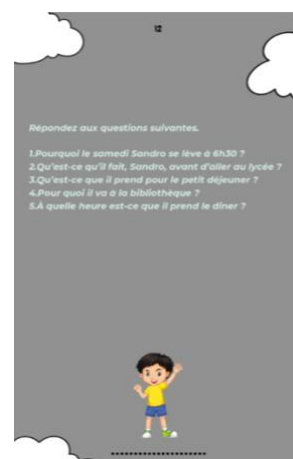 12
Répondez aux questions suivantes.
1.Pourquoi le samedi Sandro se lève à 6h30 ?
2.Qu'est-ce qu'il fait, Sandro, avant d'aller au lycée ?
3.Qu'est-ce que il prend pour le petit déjeuner ?
4.Pour quoi il va à la bibliothèque ?
5.À quelle heure est-ce que il prend le dîner ?